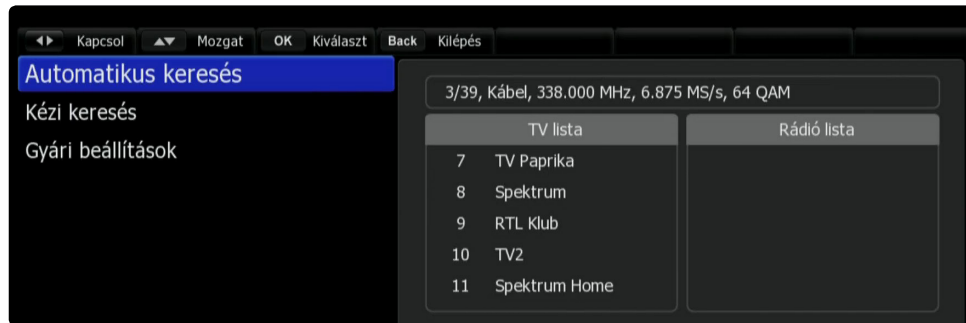 Kapcsol Mozgat OK Kiválaszt Back Kilépés
Automatikus keresés
Kézi keresés
Gyári beállítások
3/39, Kábel, 338.000 MHz, 6.875 MS/s, 64 QAM
TV lista Rádió lista
7 TV Paprika
8 Spektrum
9 RTL Klub
10 TV2
11 Spektrum Home